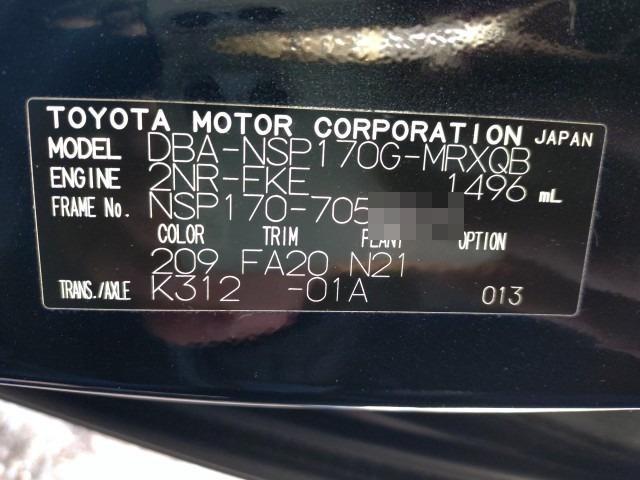 TOYOTA MOTOR CORPORATION JAPAN
MODEL DBA-NSP170G-MRXQB
ENGINE 2NR-FKE 1496 mL
FRAME No. NSP170-705
COLOR TRIM PLANT OPTION
209 FA20 N21
TRANS./AXLE K312 -01A 013